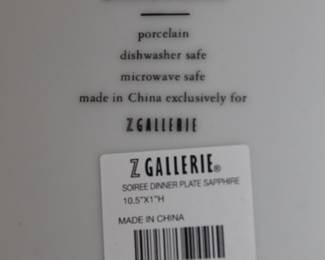 porcelain
dishwasher safe
microwave safe
made in China exclusively for
Z GALLERIE
Z GALLERIE®
SOIREE DINNER PLATE SAPPHIRE
10.5"X1"H
MADE IN CHINA